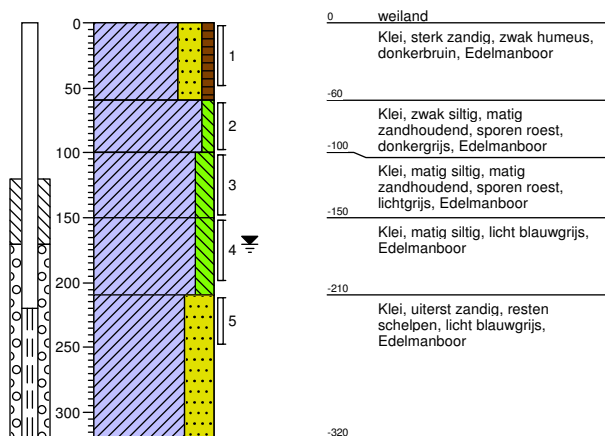 0
50
100
150
200
250
300
1
2
3
4
5
0
weiland
Klei, sterk zandig, zwak humeus,
donkerbruin, Edelmanboor
-60
Klei, zwak siltig, matig
zandhoudend, sporen roest,
donkergrijs, Edelmanboor
-100
Klei, matig siltig, matig
zandhoudend, sporen roest,
lichtgrijs, Edelmanboor
-150
Klei, matig siltig, licht blauwgrijs,
Edelmanboor
-210
Klei, uiterst zandig, resten
schelpen, licht blauwgrijs,
Edelmanboor
-320